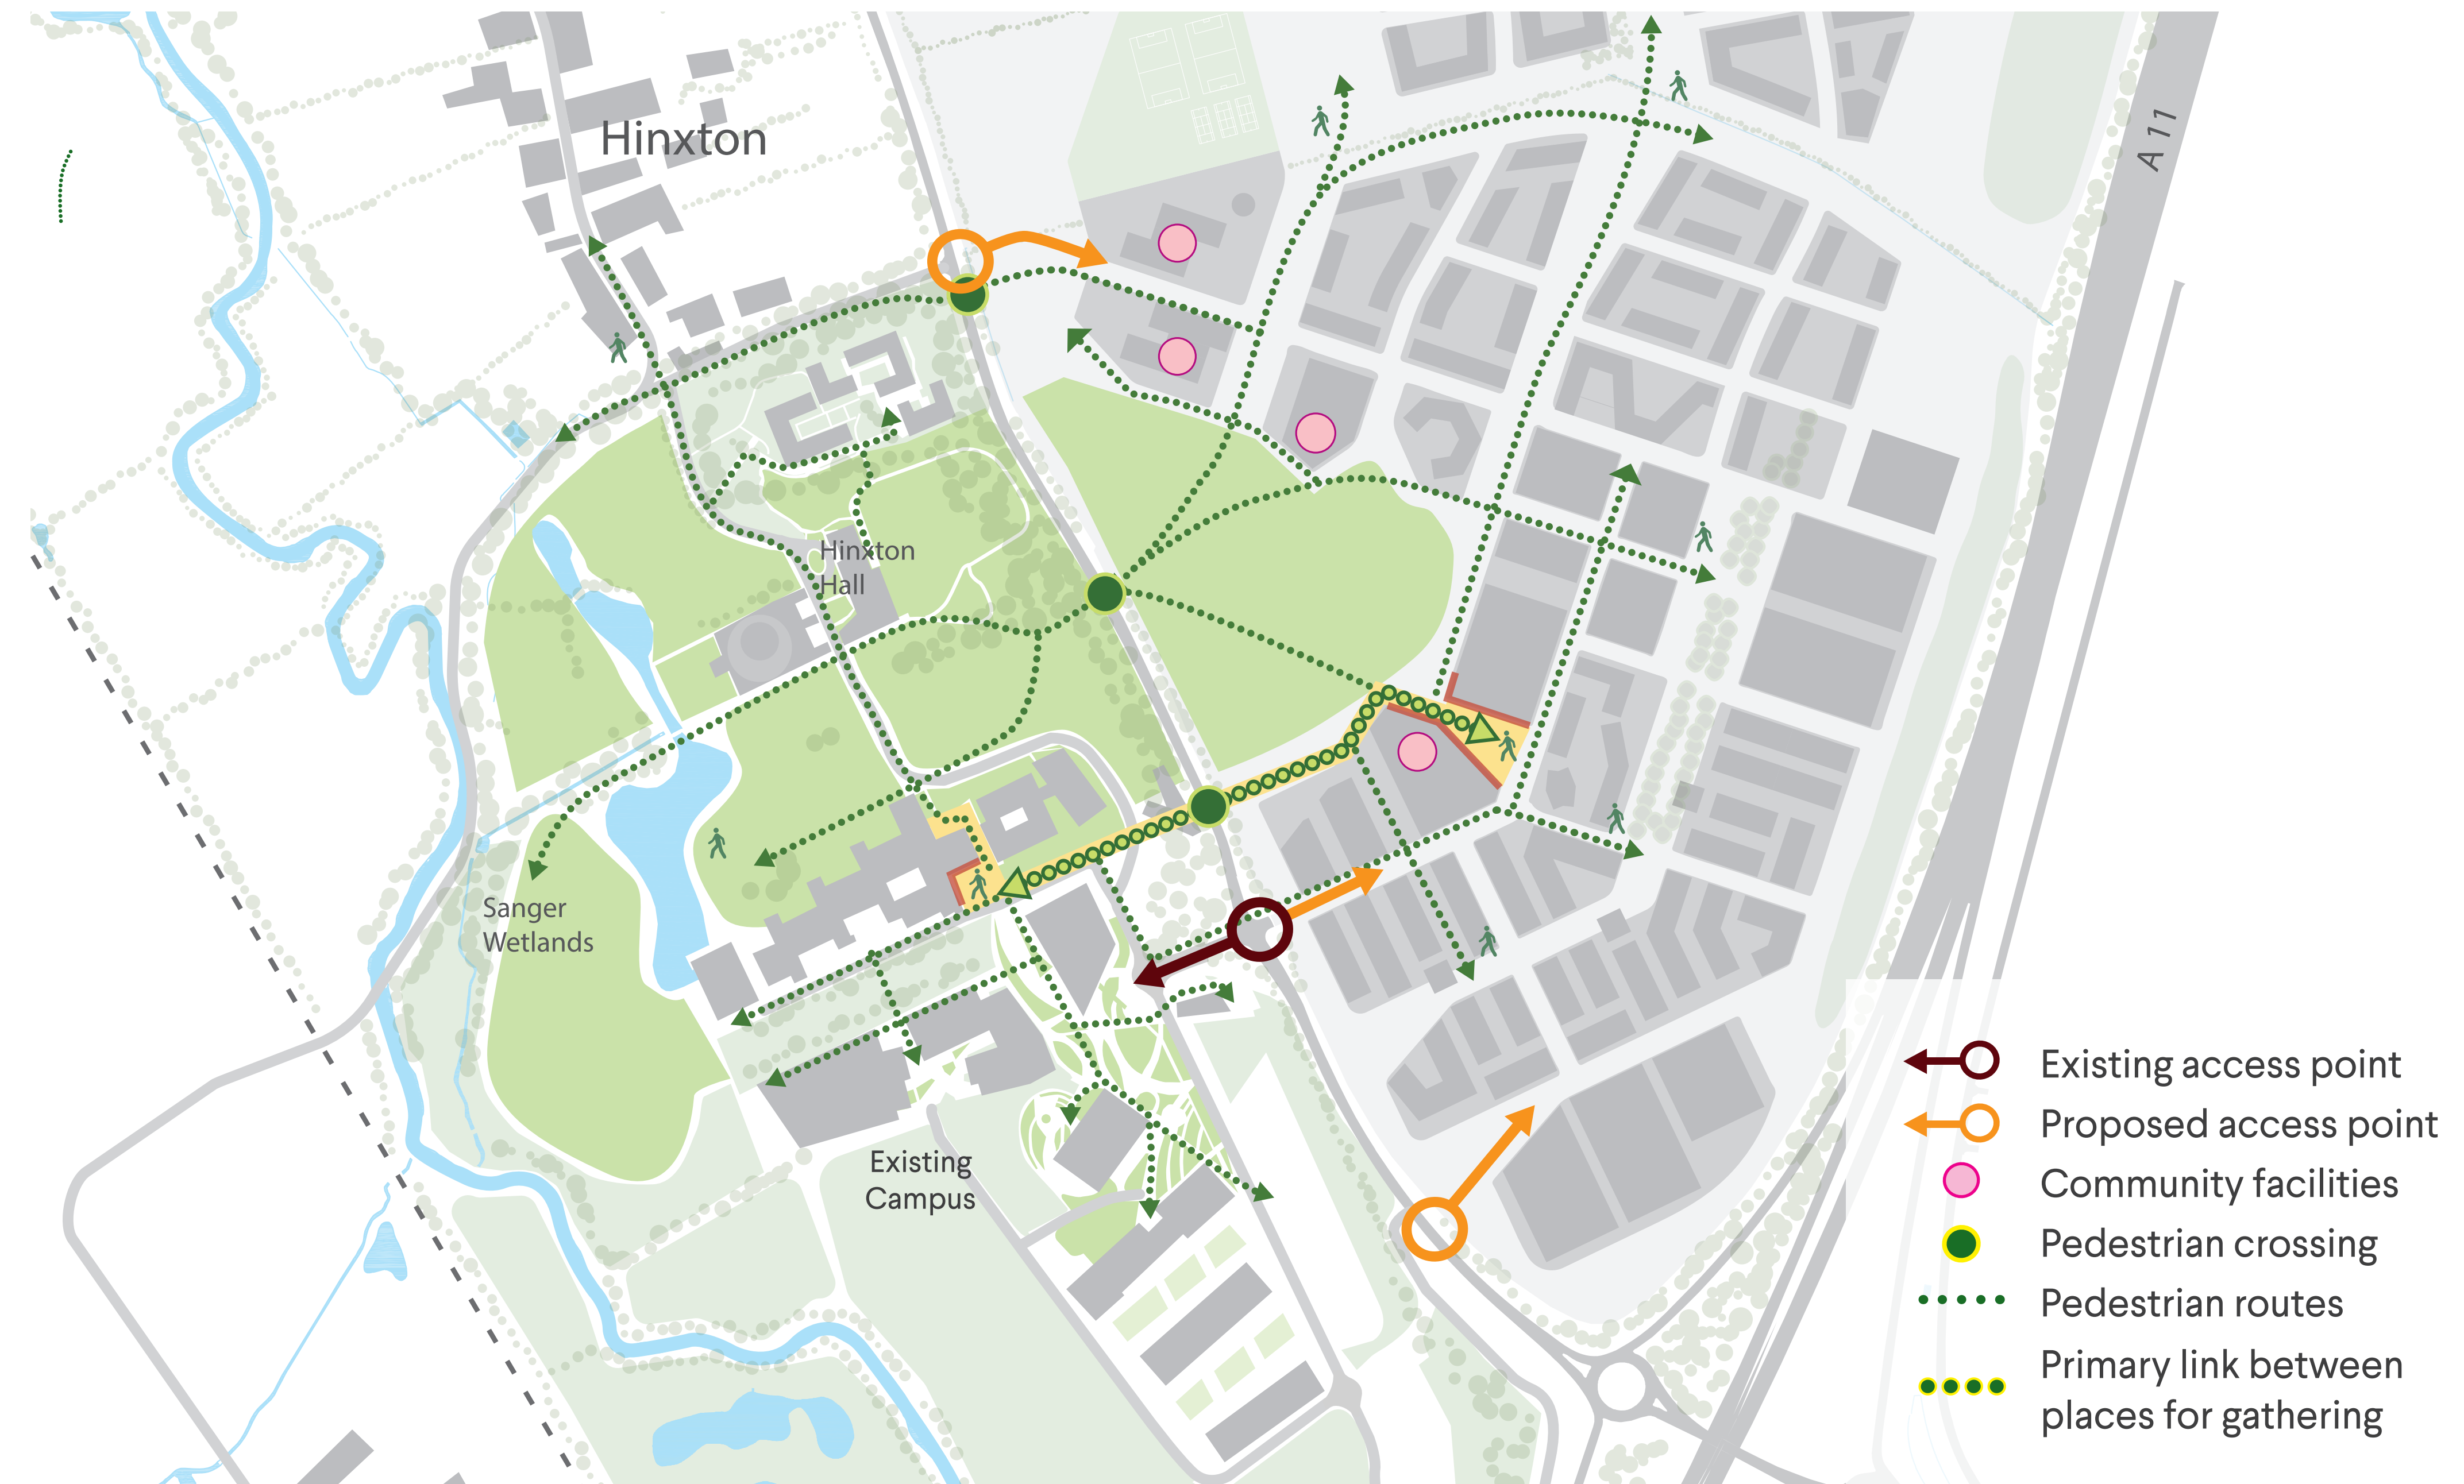 Hinxton
A 11
Hinxton
Hall
Sanger
Wetlands
Existing
Campus
Existing access point
Proposed access point
Community facilities
Pedestrian crossing
Pedestrian routes
Primary link between
places for gathering